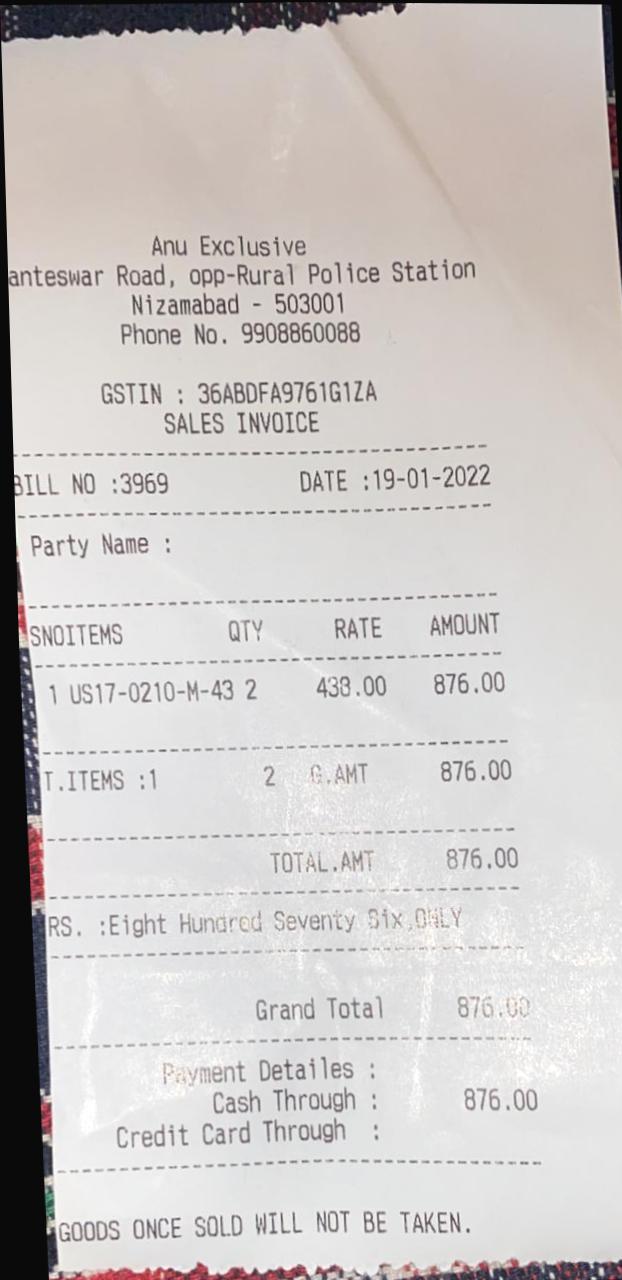 Anu Exclusive
anteswar Road, opp-Rural Police Station
Nizamabad - 503001
Phone No. 9908860088
GSTIN : 36ABDFA9761G1ZA
SALES INVOICE
BILL NO :3969 DATE :19-01-2022
Party Name :
SNOITEMS QTY RATE AMOUNT
1 US17-0210-M-43 2 438.00 876.00
T.ITEMS :1 2 G.AMT 876.00
TOTAL.AMT 876.00
RS. :Eight Hundred Seventy Six ONLY
Grand Total 876.00
Payment Detailes :
Cash Through : 876.00
Credit Card Through :
GOODS ONCE SOLD WILL NOT BE TAKEN.